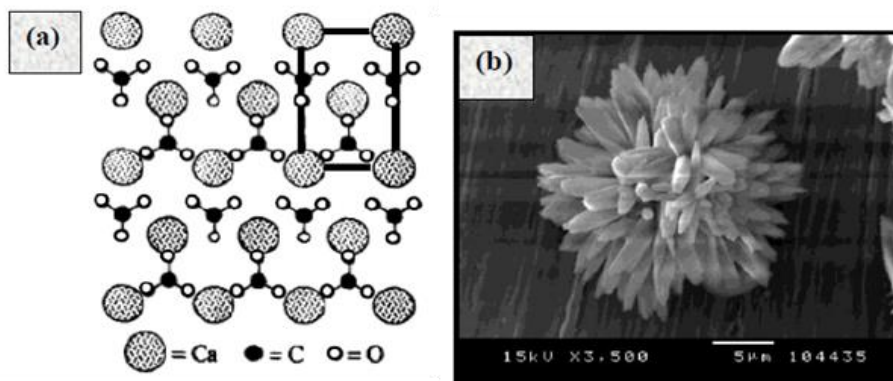 (a)
= Ca = C = O
(b)
15kV X3,500 5µm 104435